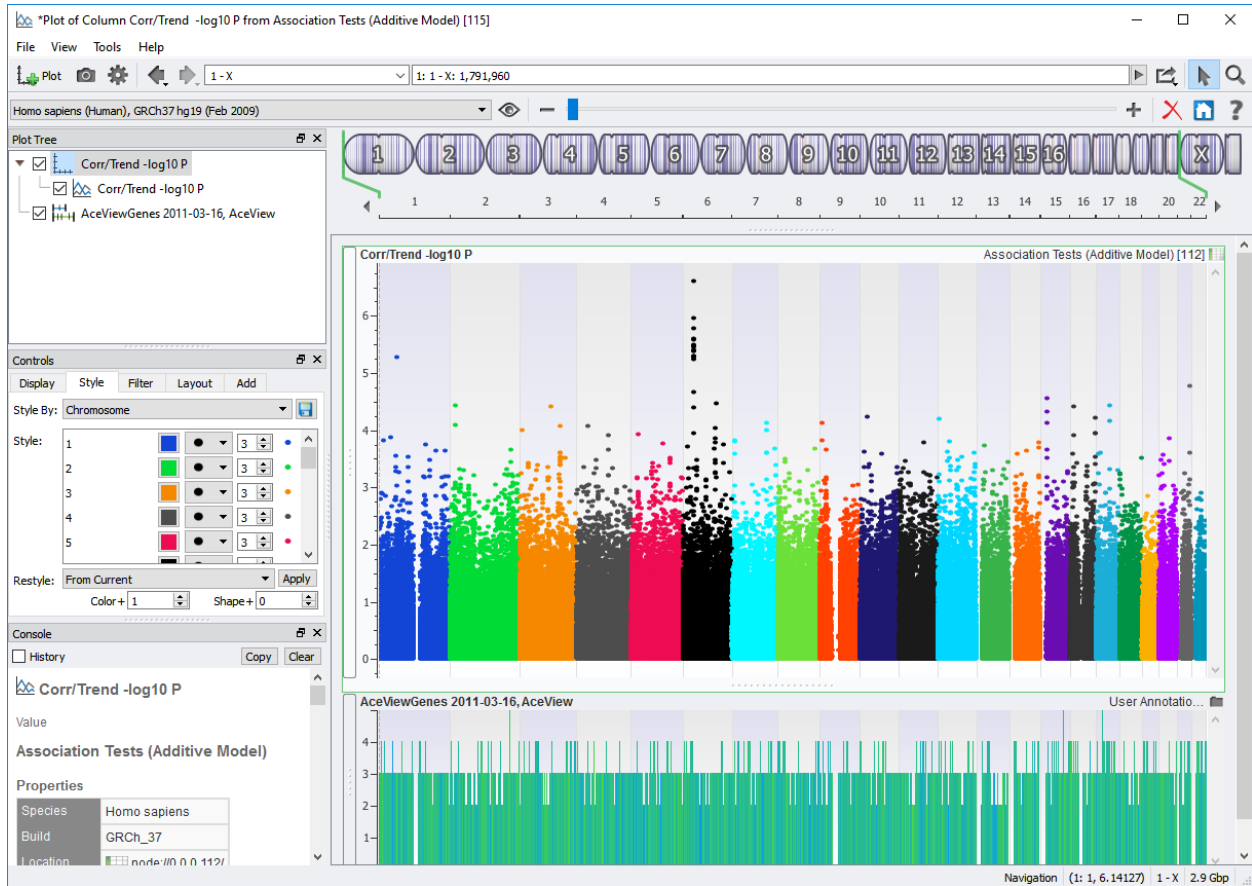 *Plot of Column Corr/Trend -log10 P from Association Tests (Additive Model) [115]
File View Tools Help
Plot 1 - X 1: 1 - X: 1,791,960
Homo sapiens (Human), GRCh37 hg19 (Feb 2009)
Plot Tree
Corr/Trend -log10 P
Corr/Trend -log10 P
AceViewGenes 2011-03-16, AceView
Controls
Display Style Filter Layout Add
Style By: Chromosome
Style:
1 3
2 3
3 3
4 3
5 3
Restyle: From Current Apply
Color+ 1 Shape+ 0
Console
History Copy Clear
Corr/Trend -log10 P
Value
Association Tests (Additive Model)
Properties
Species Homo sapiens
Build GRCh_37
Location node://0.0.0.112/
1 2 3 4 5 6 7 8 9 10 11 12 13 14 15 16 X
1 2 3 4 5 6 7 8 9 10 11 12 13 14 15 16 17 18 20 22
Corr/Trend -log10 P Association Tests (Additive Model) [112]
6
5
4
3
2
1
0
AceViewGenes 2011-03-16, AceView User Annotatio...
4
3
2
1
Navigation (1: 1, 6.14127) 1 - X 2.9 Gbp